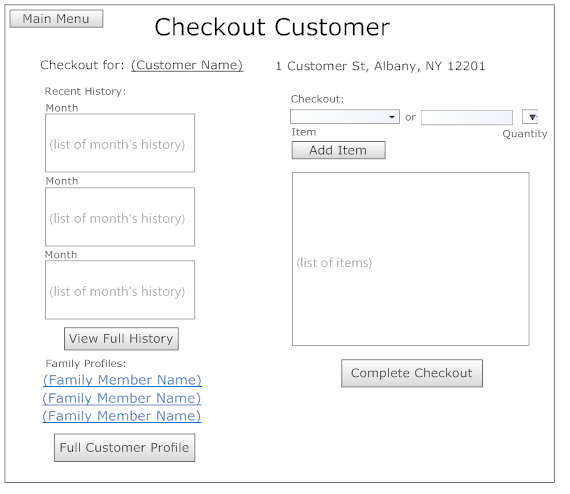 Main Menu
Checkout Customer
Checkout for: (Customer Name)
1 Customer St, Albany, NY 12201
Recent History:
Month
(list of month's history)
Month
(list of month's history)
Month
(list of month's history)
View Full History
Family Profiles:
(Family Member Name)
(Family Member Name)
(Family Member Name)
Full Customer Profile
Checkout:
or
Item
Quantity
Add Item
(list of items)
Complete Checkout